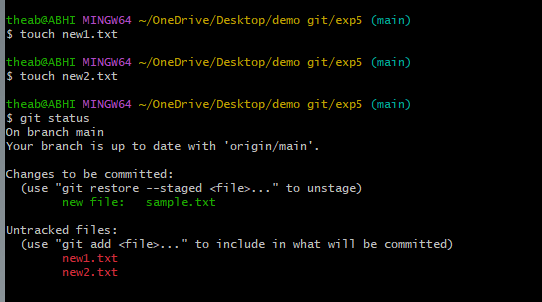 theab@ABHI MINGW64 ~/OneDrive/Desktop/demo git/exp5 (main)
$ touch new1.txt
theab@ABHI MINGW64 ~/OneDrive/Desktop/demo git/exp5 (main)
$ touch new2.txt
theab@ABHI MINGW64 ~/OneDrive/Desktop/demo git/exp5 (main)
$ git status
On branch main
Your branch is up to date with 'origin/main'.
Changes to be committed:
  (use "git restore --staged <file>..." to unstage)
        new file:   sample.txt
Untracked files:
  (use "git add <file>..." to include in what will be committed)
        new1.txt
        new2.txt